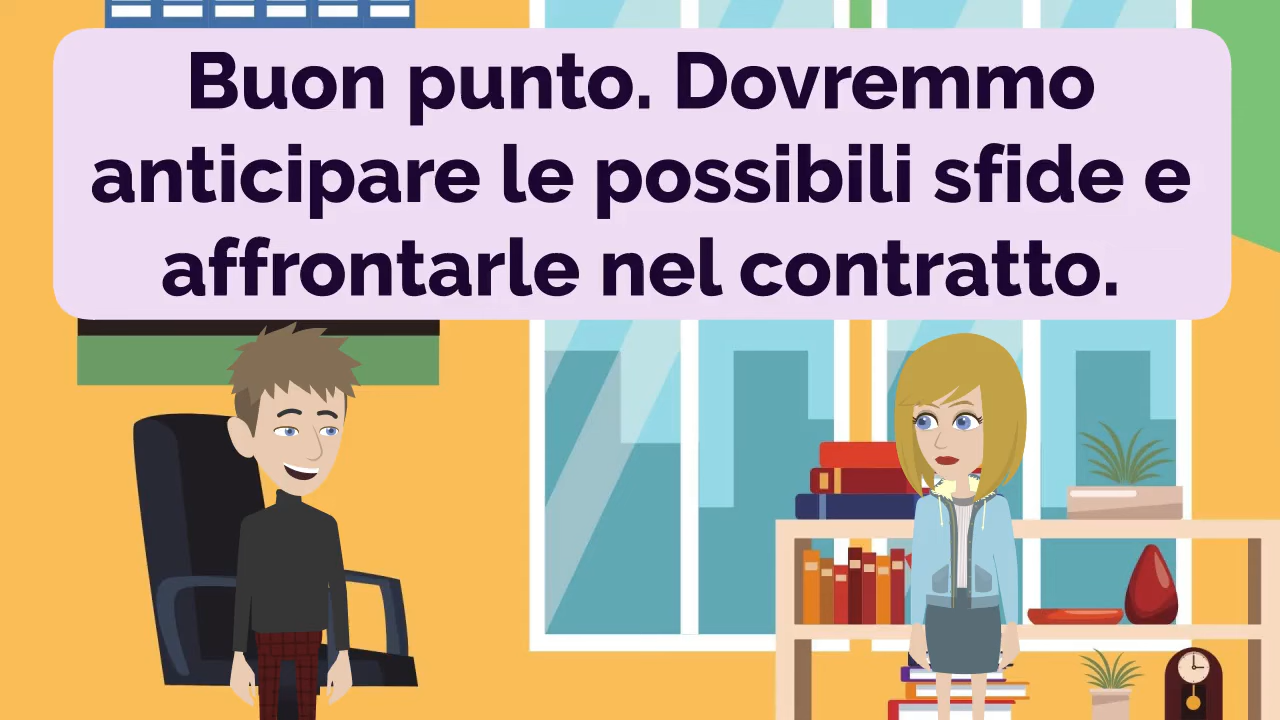 Buon punto. Dovremmo
anticipare le possibili sfide e
affrontarle nel contratto.